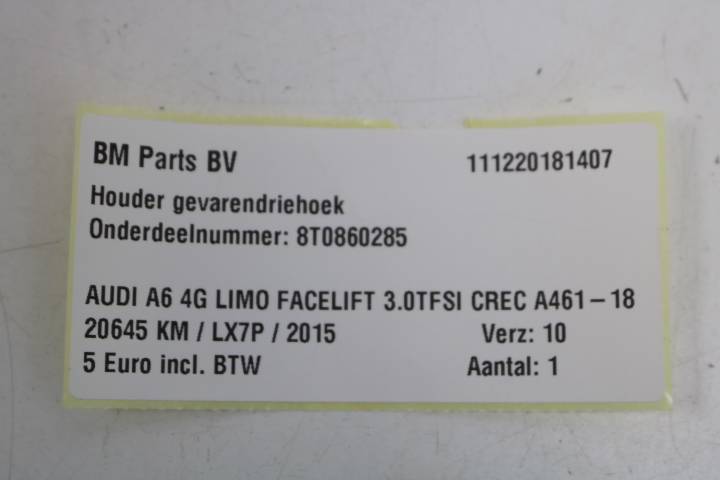 BM Parts BV 111220181407
Houder gevarendriehoek
Onderdeelnummer: 8T0860285
AUDI A6 4G LIMO FACELIFT 3.0TFSI CREC A461-18
20645 KM / LX7P / 2015 Verz: 10
5 Euro incl. BTW Aantal: 1